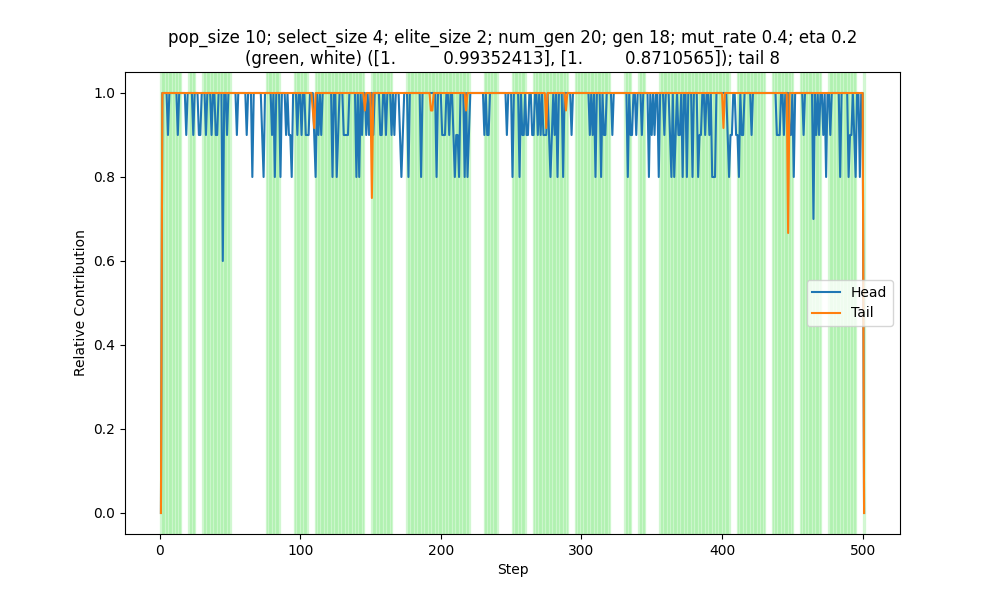 pop_size 10; select_size 4; elite_size 2; num_gen 20; gen 18; mut_rate 0.4; eta 0.2
(green, white) ([1. 0.99352413], [1. 0.8710565]); tail 8
1.0
0.8
0.6
0.4
0.2
0.0
Relative Contribution
Head
Tail
0
100
200
300
400
500
Step